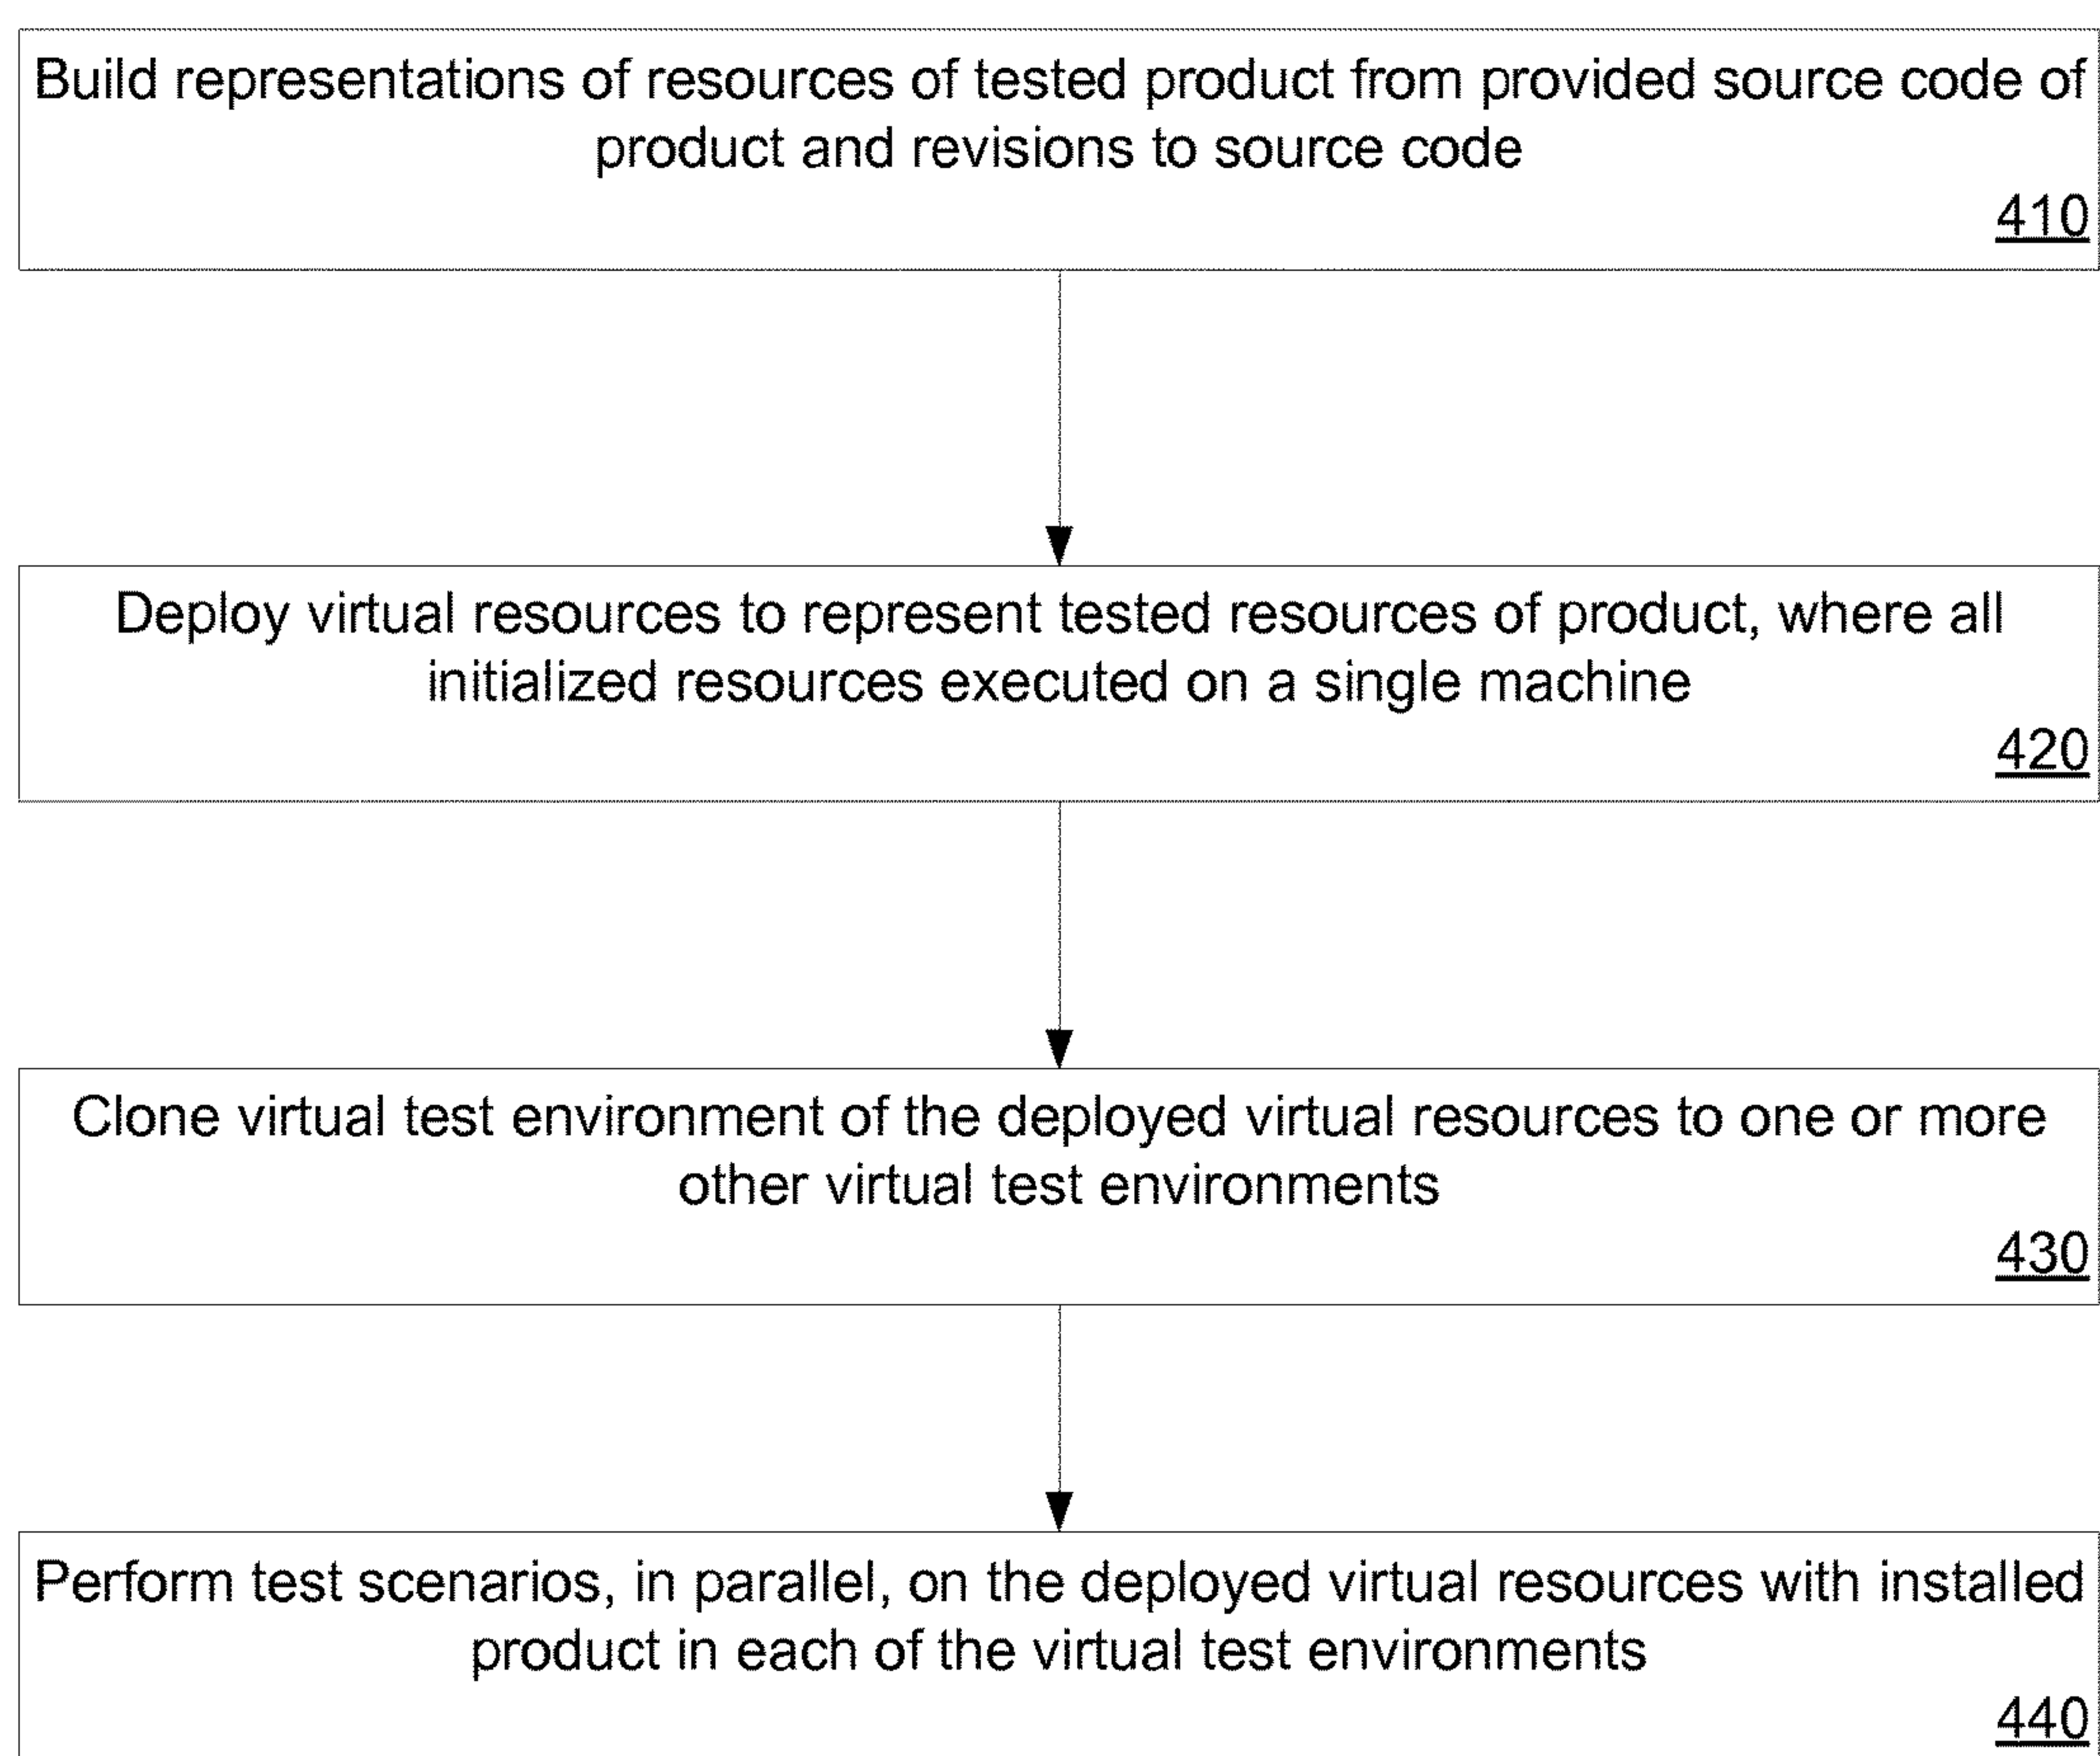 Build representations of resources of tested product from provided source code of
product and revisions to source code
410
Deploy virtual resources to represent tested resources of product, where all
initialized resources executed on a single machine
420
Clone virtual test environment of the deployed virtual resources to one or more
other virtual test environments
430
Perform test scenarios, in parallel, on the deployed virtual resources with installed
product in each of the virtual test environments
440